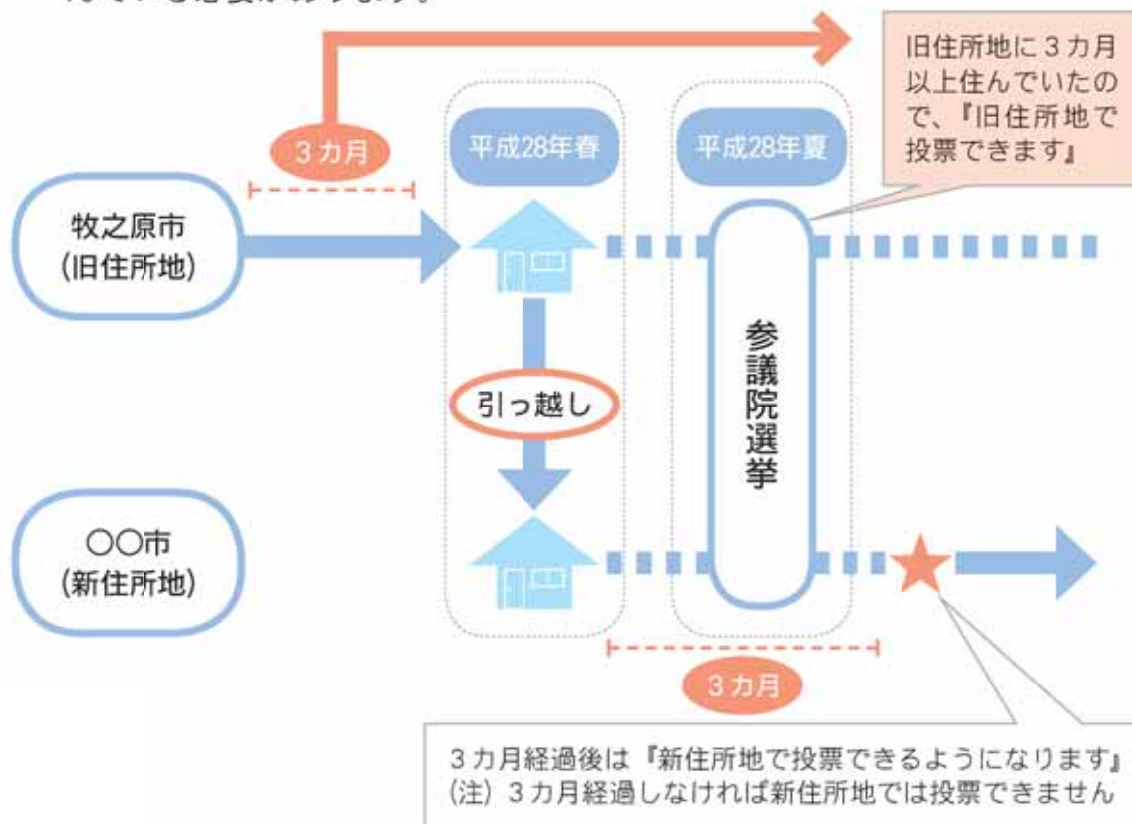 旧住所地に3カ月
以上住んでいたの
で、『旧住所地で
投票できます』
3カ月
平成28年春
平成28年夏
牧之原市
(旧住所地)
引っ越し
参議院選挙
〇〇市
(新住所地)
3カ月
3カ月経過後は『新住所地で投票できるようになります』
(注) 3カ月経過しなければ新住所地では投票できません